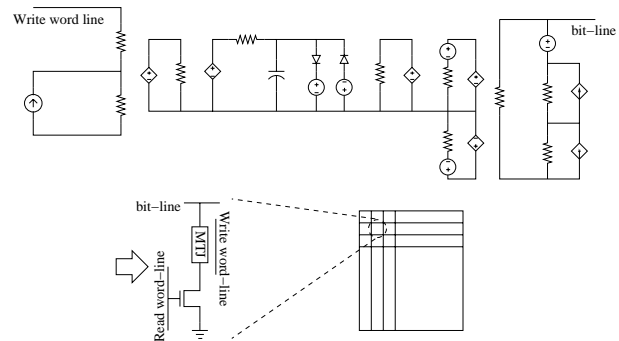 Write word line
bit-line
bit-line
Write word-line
MTJ
Read word-line